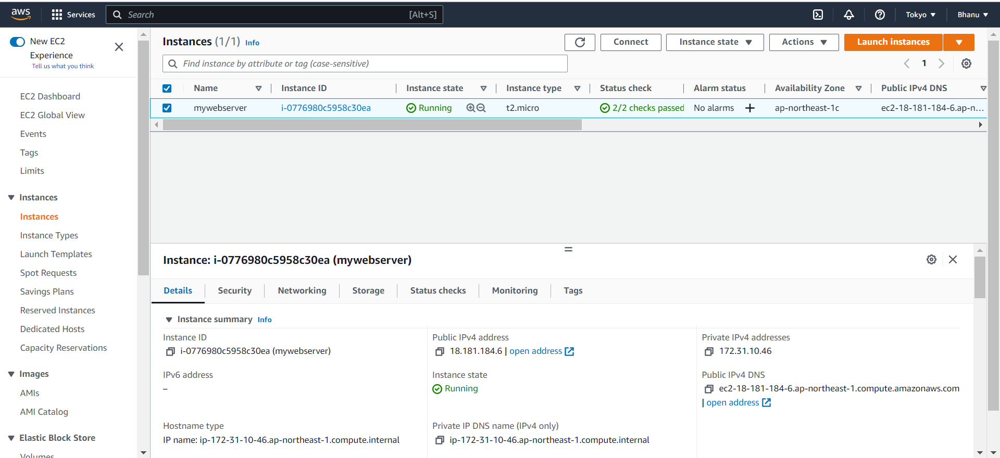 aws
Services
Search [Alt+S]
Tokyo ▼
Bhanu ▼
New EC2
Experience
Tell us what you think
EC2 Dashboard
EC2 Global View
Events
Tags
Limits
Instances
Instances
Instance Types
Launch Templates
Spot Requests
Savings Plans
Reserved Instances
Dedicated Hosts
Capacity Reservations
Images
AMIs
AMI Catalog
Elastic Block Store
Volumes
Instances (1/1) Info
Connect
Instance state ▼
Actions ▼
Launch instances
Find instance by attribute or tag (case-sensitive)
1
Name Instance ID Instance state Instance type Status check Alarm status Availability Zone Public IPv4 DNS
mywebserver i-0776980c5958c30ea Running t2.micro 2/2 checks passed No alarms + ap-northeast-1c ec2-18-181-184-6.ap-n...
Instance: i-0776980c5958c30ea (mywebserver)
Details Security Networking Storage Status checks Monitoring Tags
Instance summary Info
Instance ID
i-0776980c5958c30ea (mywebserver)
Public IPv4 address
18.181.184.6 | open address
Private IPv4 addresses
172.31.10.46
IPv6 address
–
Instance state
Running
Public IPv4 DNS
ec2-18-181-184-6.ap-northeast-1.compute.amazonaws.com
| open address
Hostname type
IP name: ip-172-31-10-46.ap-northeast-1.compute.internal
Private IP DNS name (IPv4 only)
ip-172-31-10-46.ap-northeast-1.compute.internal